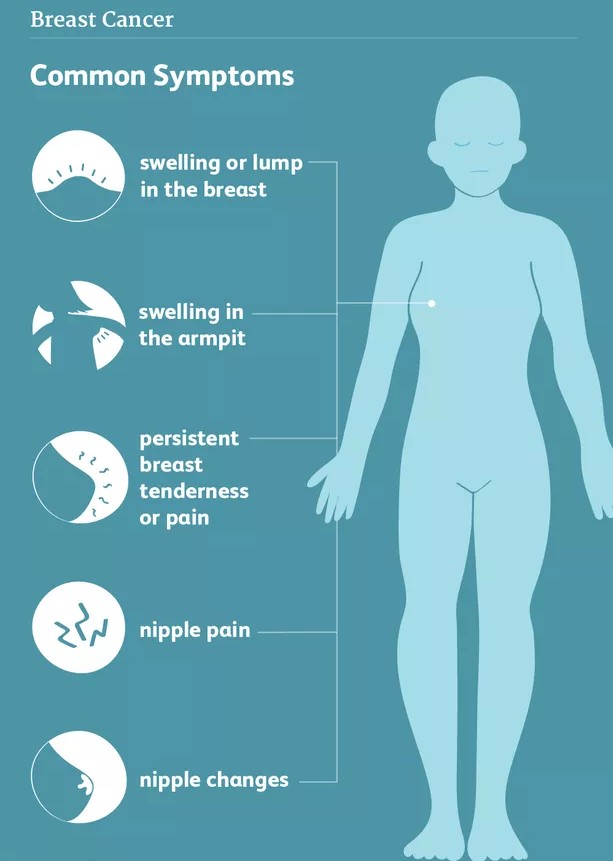 Breast Cancer
Common Symptoms
swelling or lump
in the breast
swelling in
the armpit
persistent
breast
tenderness
or pain
nipple pain
nipple changes